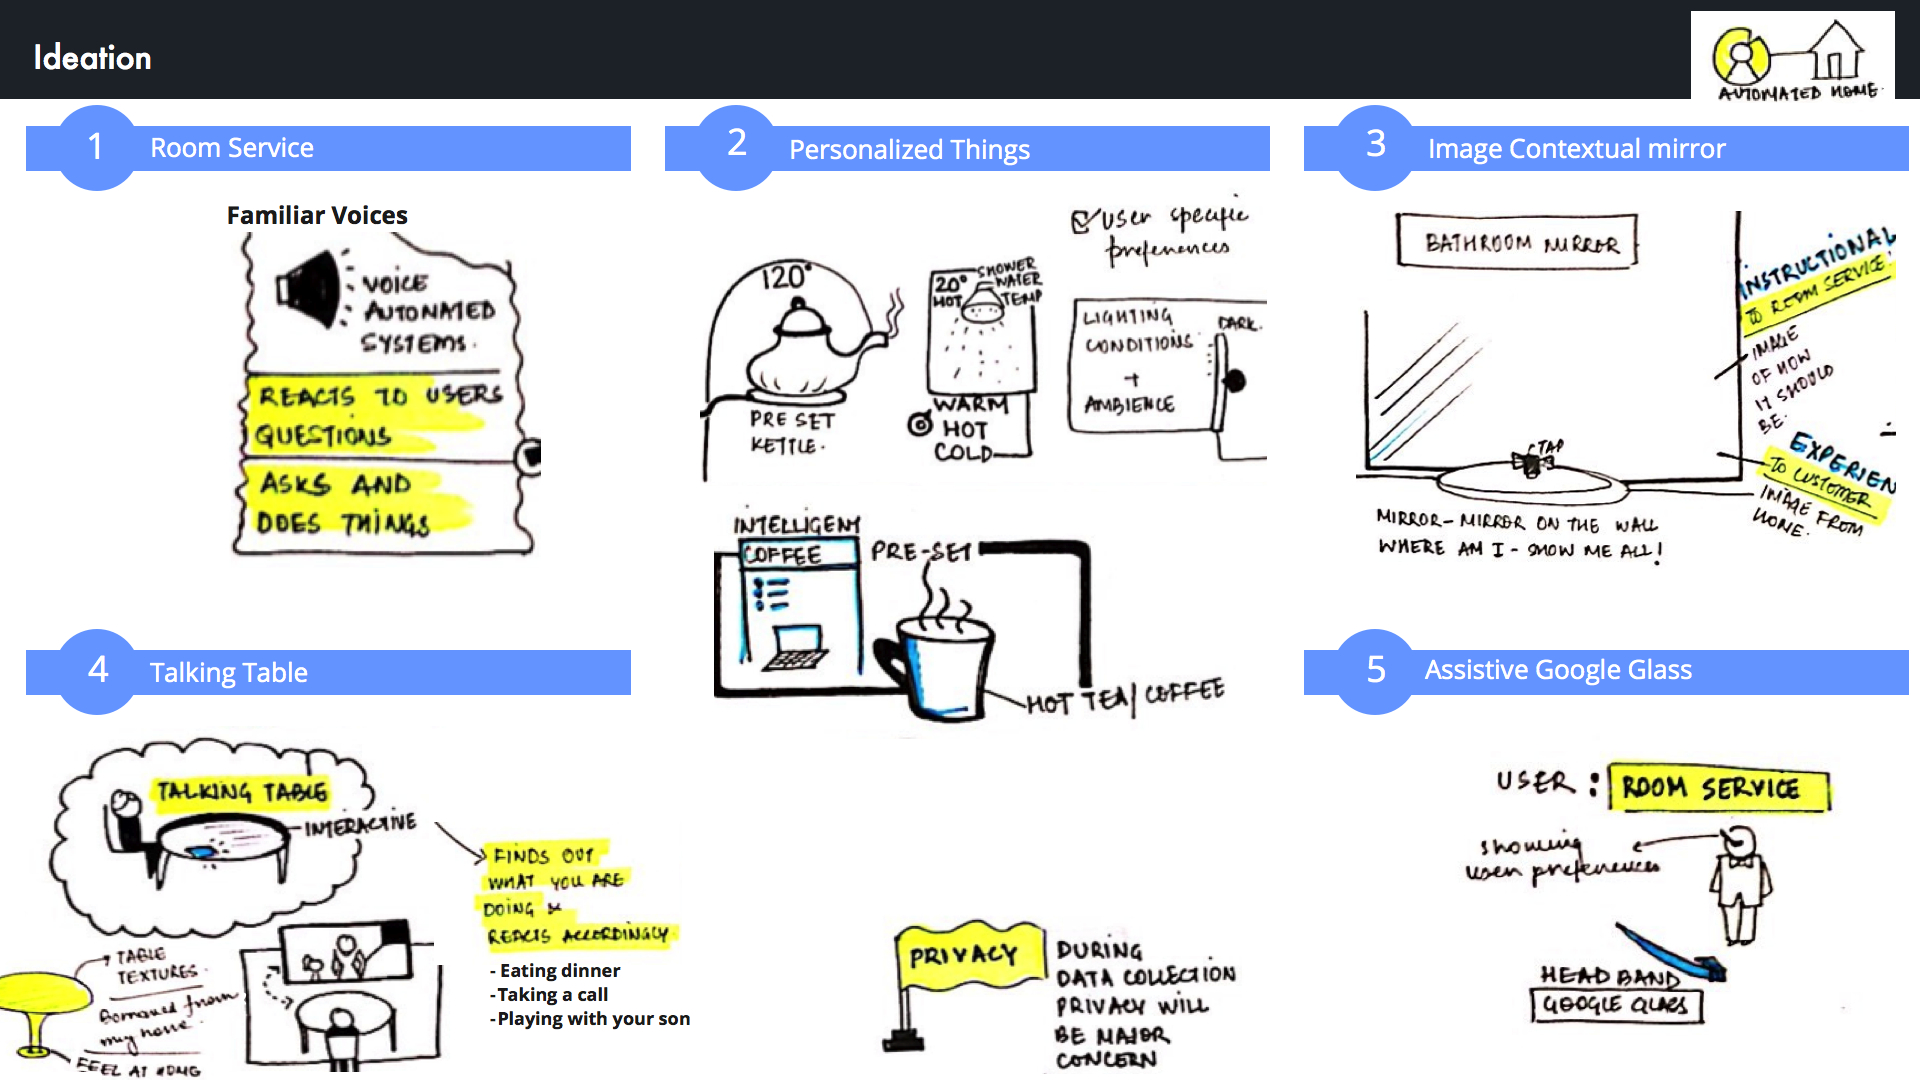 Ideation
AUTOMATED HOME.
1
Room Service
Familiar Voices
VOICE
AUTOMATED
SYSTEMS.
REACTS TO USERS
QUESTIONS
ASKS AND
DOES THINGS
2
Personalized Things
User specific
preferences
120°
PRE SET
KETTLE.
20°
HOT
SHOWER
WATER
TEMP
WARM
HOT
COLD
LIGHTING
CONDITIONS
+
AMBIENCE
DARK.
INTELLIGENT
COFFEE
PRE-SET
HOT TEA/COFFEE
3
Image Contextual mirror
BATHROOM MIRROR
INSTRUCTIONAL
TO ROOM SERVICE.
IMAGE
OF HOW
IT SHOULD
BE.
TAP
EXPERIEN
TO CUSTOMER
IMAGE FROM
HOME.
MIRROR-MIRROR ON THE WALL
WHERE AM I - SHOW ME ALL!
4
Talking Table
TALKING TABLE
INTERACTIVE
FINDS OUT
WHAT YOU ARE
DOING &
REACTS ACCORDINGLY.
- Eating dinner
-Taking a call
-Playing with your son
TABLE
TEXTURES.
Borrowed from
my home.
FEEL AT HOME
PRIVACY
DURING
DATA COLLECTION
PRIVACY WILL
BE MAJOR
CONCERN
5
Assistive Google Glass
USER : ROOM SERVICE
showing
user preferences
HEAD BAND
GOOGLE GLASS